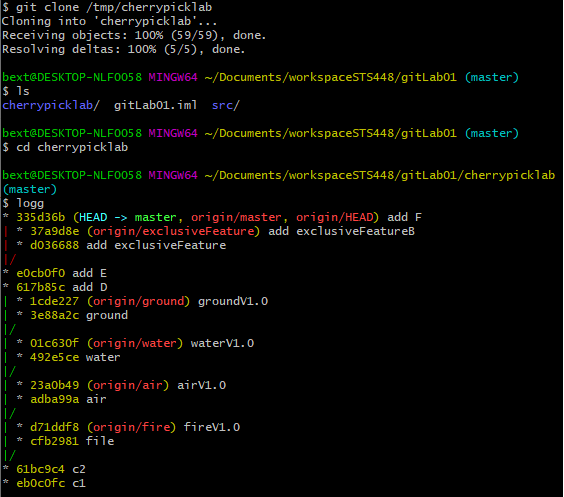 $ git clone /tmp/cherrypicklab
Cloning into 'cherrypicklab'...
Receiving objects: 100% (59/59), done.
Resolving deltas: 100% (5/5), done.
bext@DESKTOP-NLFOO58 MINGW64 ~/Documents/workspaceSTS448/gitLab01 (master)
$ ls
cherrypicklab/  gitLab01.iml  src/
bext@DESKTOP-NLFOO58 MINGW64 ~/Documents/workspaceSTS448/gitLab01 (master)
$ cd cherrypicklab
bext@DESKTOP-NLFOO58 MINGW64 ~/Documents/workspaceSTS448/gitLab01/cherrypicklab
(master)
$ logg
* 335d36b (HEAD -> master, origin/master, origin/HEAD) add F
| * 37a9d8e (origin/exclusiveFeature) add exclusiveFeatureB
| * d036688 add exclusiveFeature
|/
* e0cb0f0 add E
* 617b85c add D
| * 1cde227 (origin/ground) groundV1.0
| * 3e88a2c ground
|/
| * 01c630f (origin/water) waterV1.0
| * 492e5ce water
|/
| * 23a0b49 (origin/air) airV1.0
| * adba99a air
|/
| * d71ddf8 (origin/fire) fireV1.0
| * cfb2981 file
|/
* 61bc9c4 c2
* eb0c0fc c1